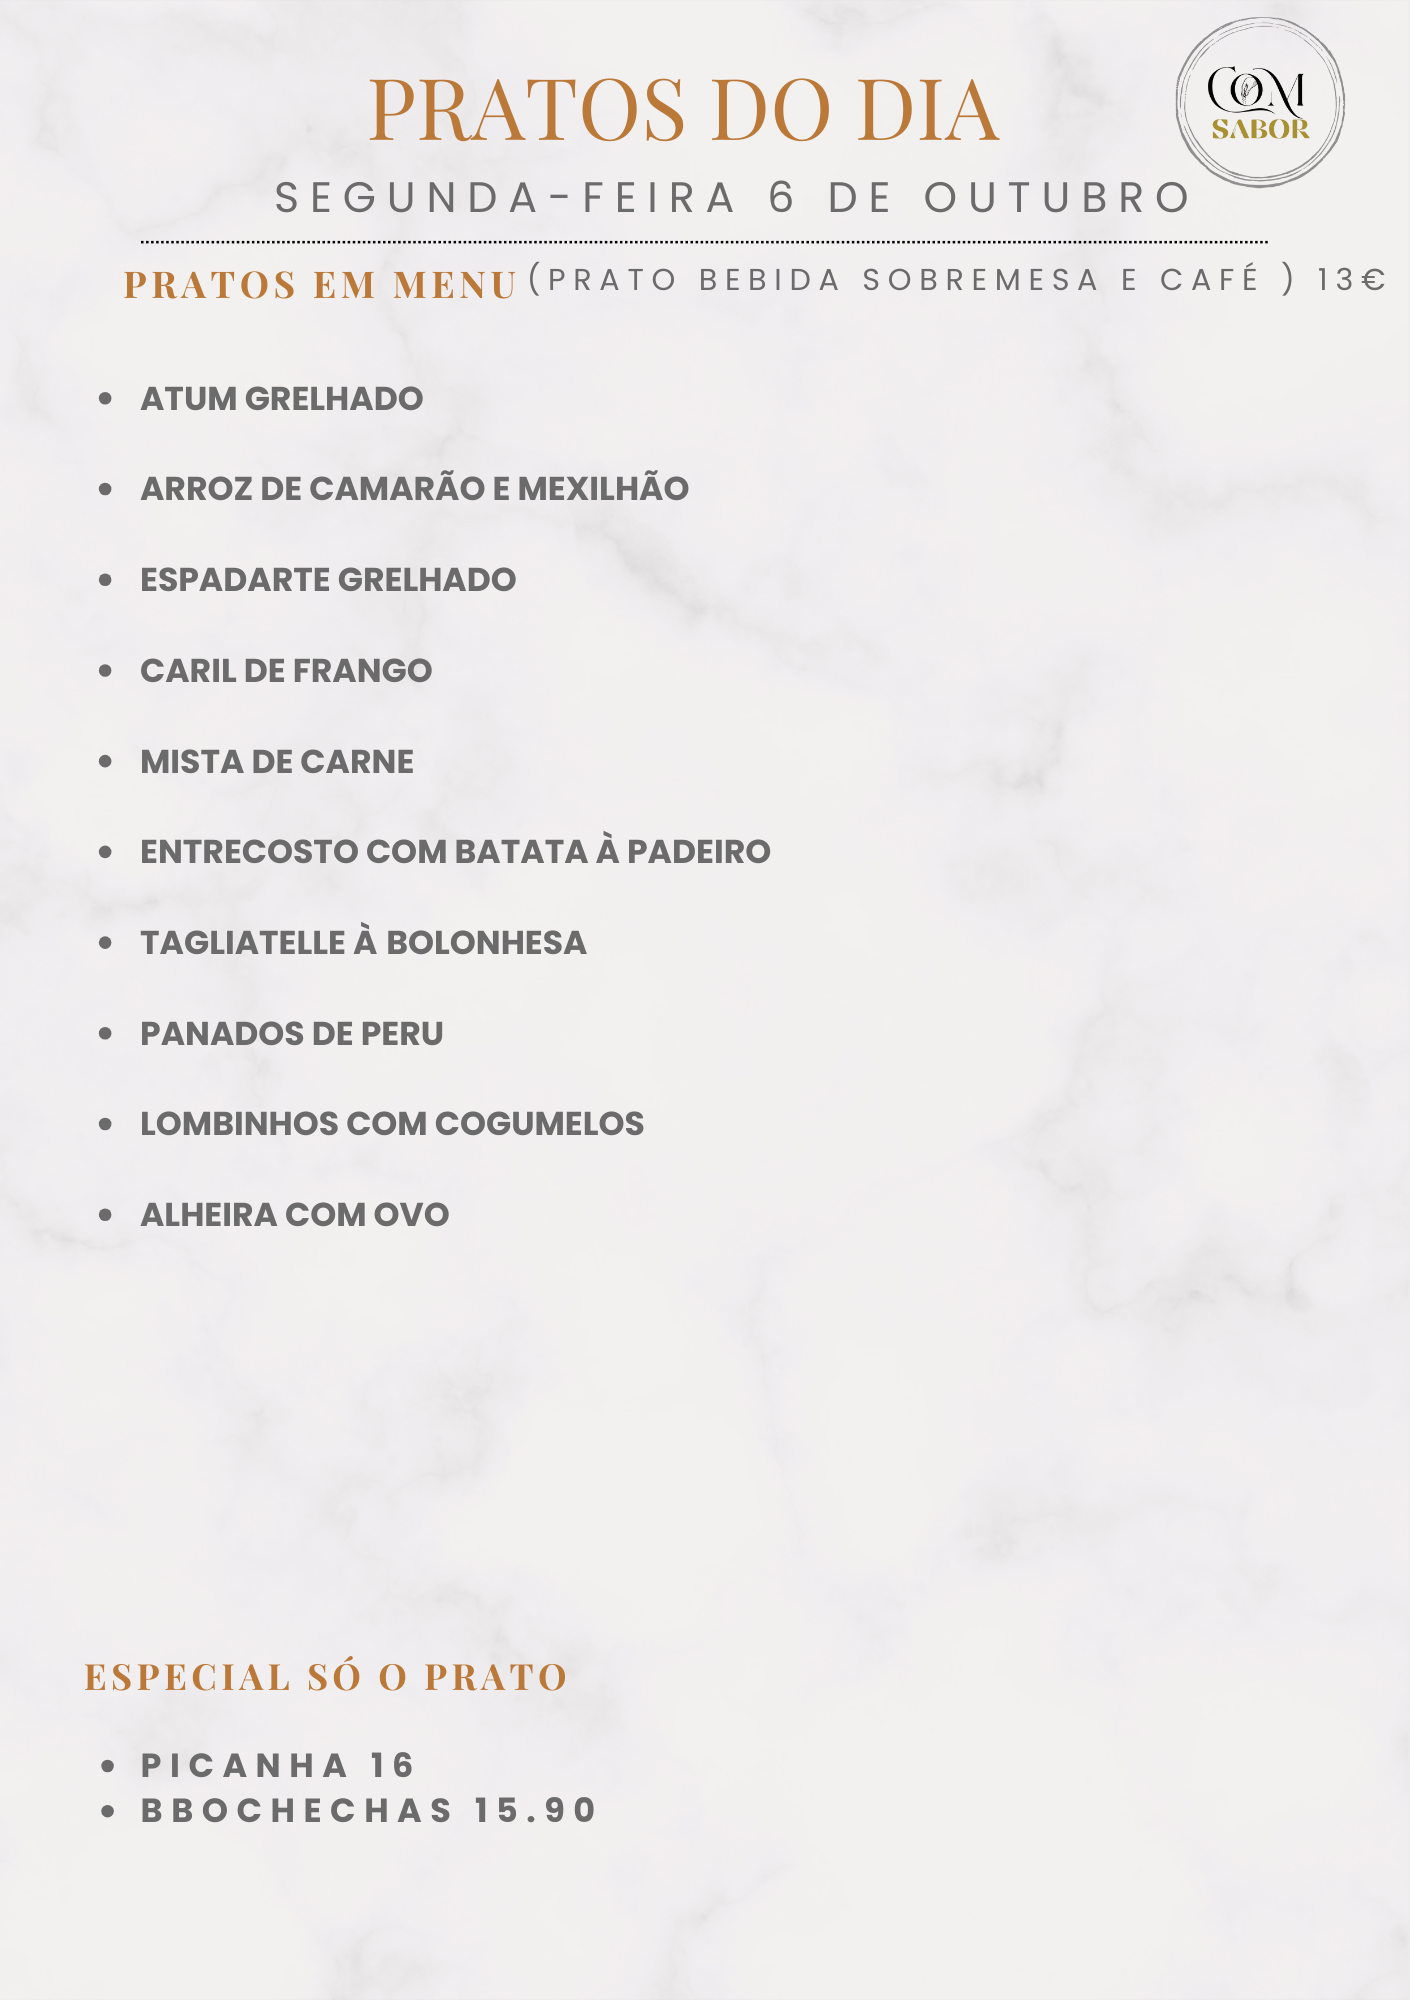 PRATOS DO DIA
COM
SABOR
SEGUNDA-FEIRA 6 DE OUTUBRO
PRATOS EM MENU (PRATO BEBIDA SOBREMESA E CAFÉ ) 13€
• ATUM GRELHADO
• ARROZ DE CAMARÃO E MEXILHÃO
• ESPADARTE GRELHADO
• CARIL DE FRANGO
• MISTA DE CARNE
• ENTRECOSTO COM BATATA À PADEIRO
• TAGLIATELLE À BOLONHESA
• PANADOS DE PERU
• LOMBINHOS COM COGUMELOS
• ALHEIRA COM OVO
ESPECIAL SÓ O PRATO
• PICANHA 16
• BBOCHECHAS 15.90